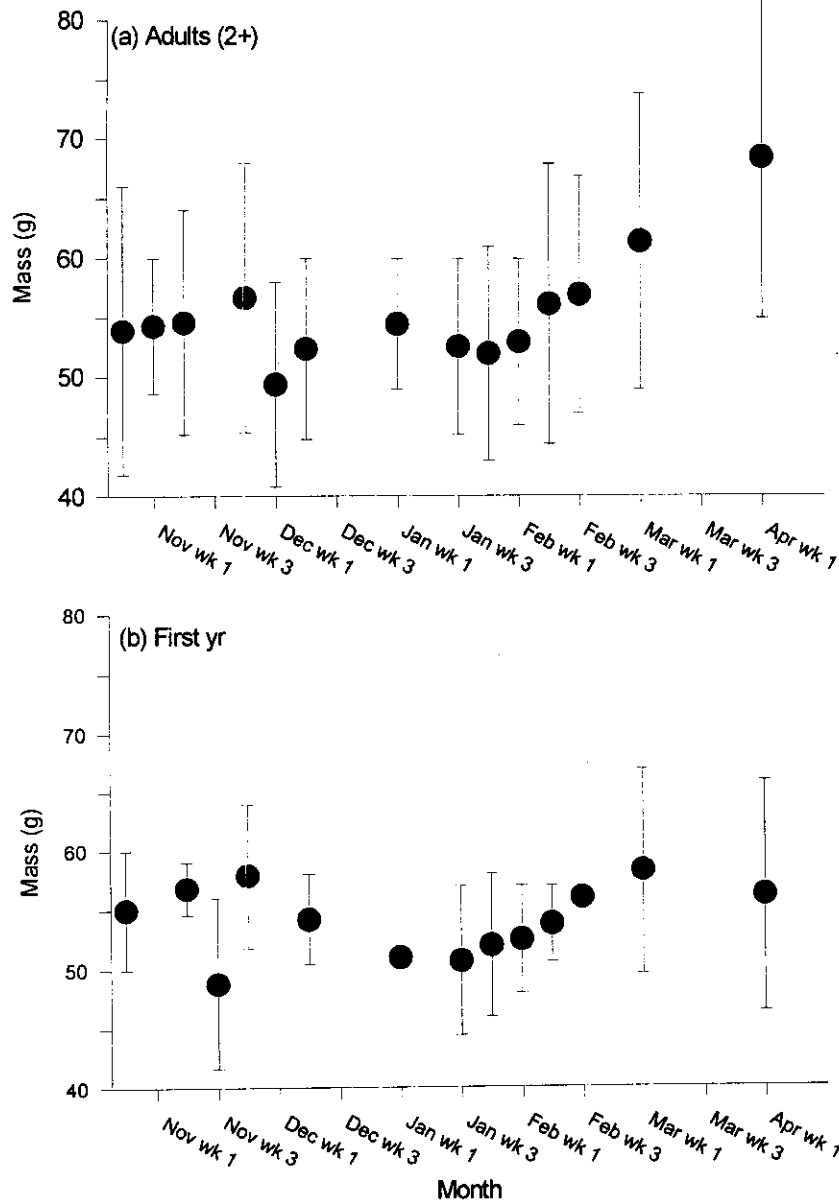 (a) Adults (2+)
80
70
60
50
40
Mass (g)
Nov wk 1
Nov wk 3
Dec wk 1
Dec wk 3
Jan wk 1
Jan wk 3
Feb wk 1
Feb wk 3
Mar wk 1
Mar wk 3
Apr wk 1
(b) First yr
80
70
60
50
40
Mass (g)
Nov wk 1
Nov wk 3
Dec wk 1
Dec wk 3
Jan wk 1
Jan wk 3
Feb wk 1
Feb wk 3
Mar wk 1
Mar wk 3
Apr wk 1
Month